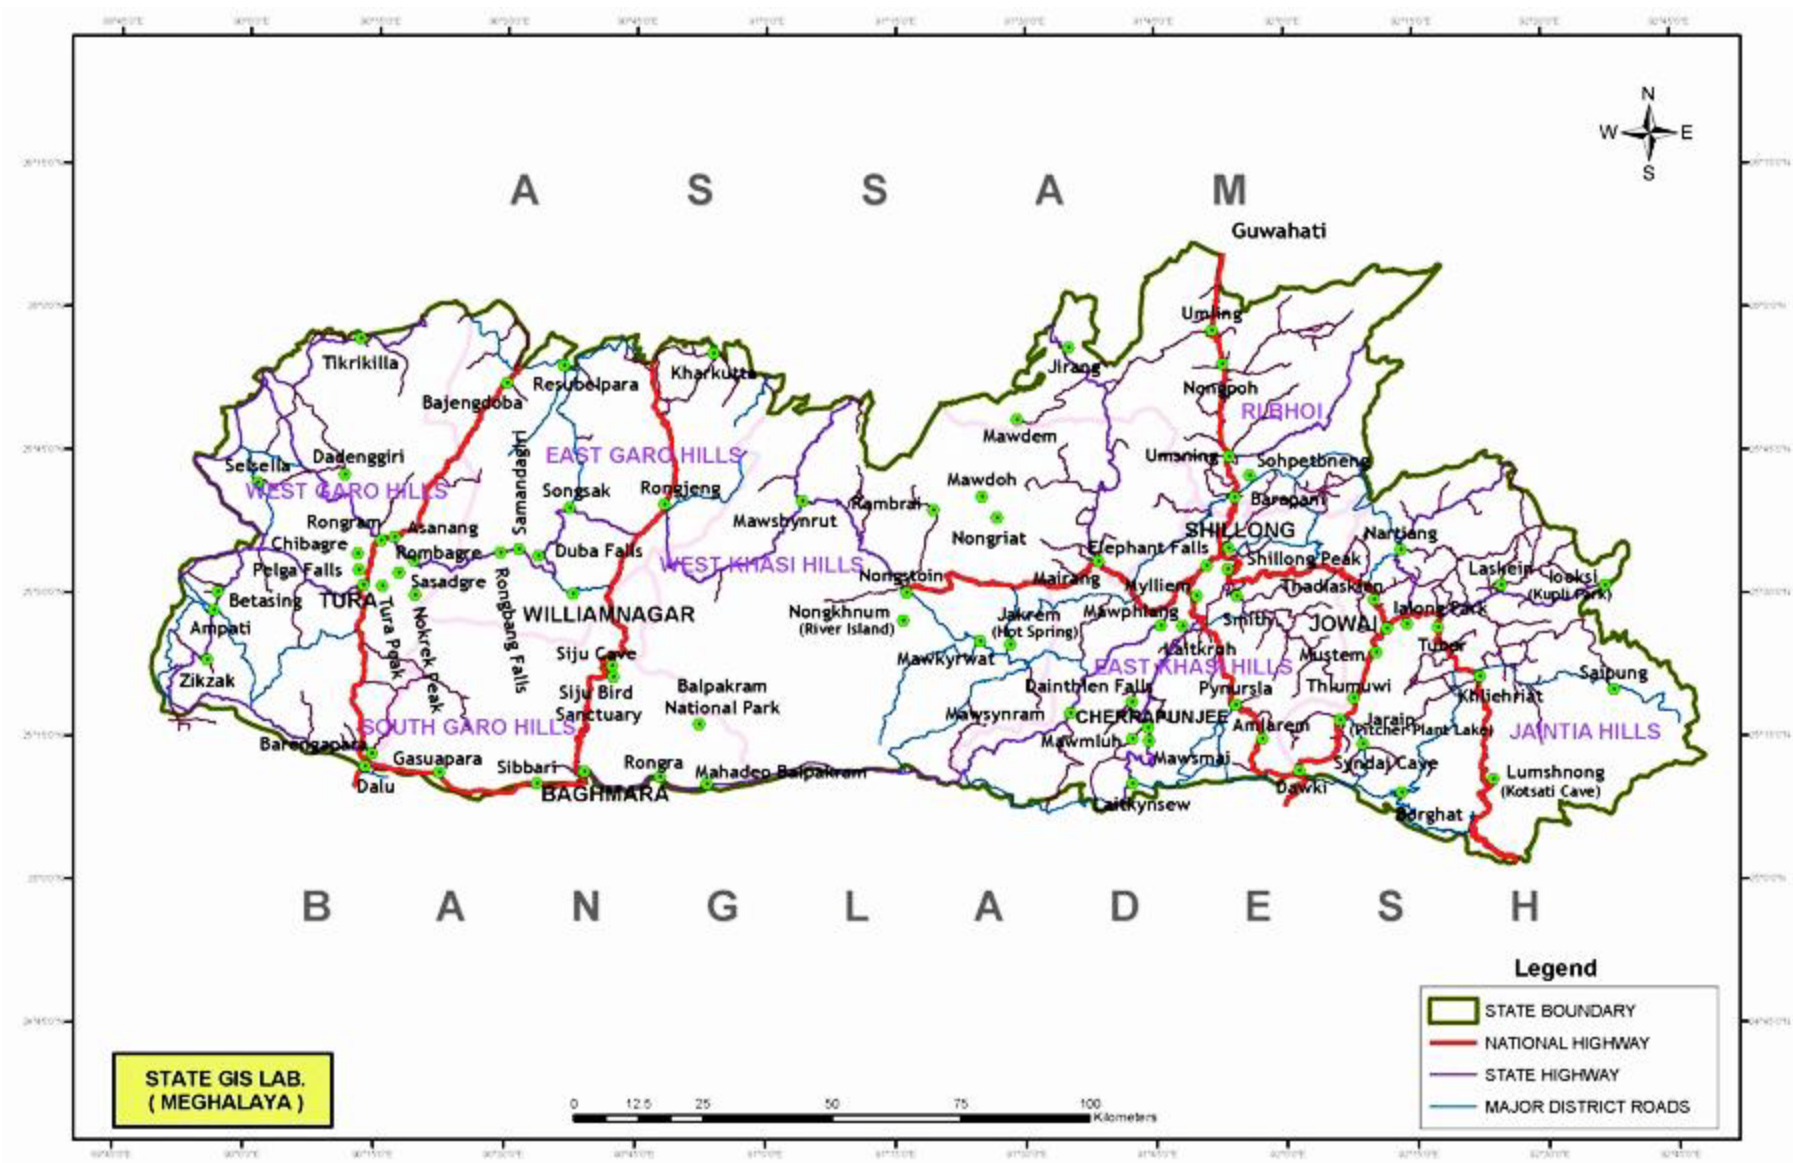 N
W E
S
A S S A M
Guwahati
Umling
Tikrikilla
Kharkutta
Jirang
Resubelpara
Nongpoh
Bajengdoba
RI BHOI
Mawdem
EAST GARO HILLS
Dadenggiri
Umsning
Sohpetbneng
Selsella
WEST GARO HILLS
Songsak
Rongjeng
Mawdoh
Barapani
Rambrai
Mawshynrut
Rongram
Asanang
Samandaplgi
SHILLONG
Nartiang
Nongriat
Chibagre
Rombagre
Duba Falls
Elephant Falls
Shillong Peak
Pelga Falls
WEST KHASI HILLS
Nongstoin
Mairang
Mylliem
Thadlaskien
Laskein
Iooksi
(Kupli Park)
Sasadgre
TURA
Betasing
Tura Peak
Nokrek Peak
Rongbang Falls
WILLIAMNAGAR
Nongkhnum
(River Island)
Jakrem
(Hot Spring)
Mawphlang
Smith
JOWAI
Ialong Park
Ampati
Tuber
Siju Cave
Mawkyrwat
Laitkroh
Mustem
EAST KHASI HILLS
Saipung
Zikzak
Siju Bird
Sanctuary
Balpakram
National Park
Dainthlen Falls
Pynursla
Thlumuwi
Khliehriat
SOUTH GARO HILLS
Mawsynram
CHERRAPUNJEE
Amlarem
Jarain
(Pitcher Plant Lake)
JAINTIA HILLS
Barengapara
Mawmluh
Gasuapara
Sibbari
Rongra
Mahadeo Balpakram
Mawsmai
Syndai Cave
Lumshnong
(Kotsati Cave)
Dalu
BAGHMARA
Dawki
Laitkynsew
Borghat
B A N G L A D E S H
Legend
STATE BOUNDARY
NATIONAL HIGHWAY
STATE HIGHWAY
MAJOR DISTRICT ROADS
STATE GIS LAB.
( MEGHALAYA )
0 12.5 25 50 75 100
Kilometers